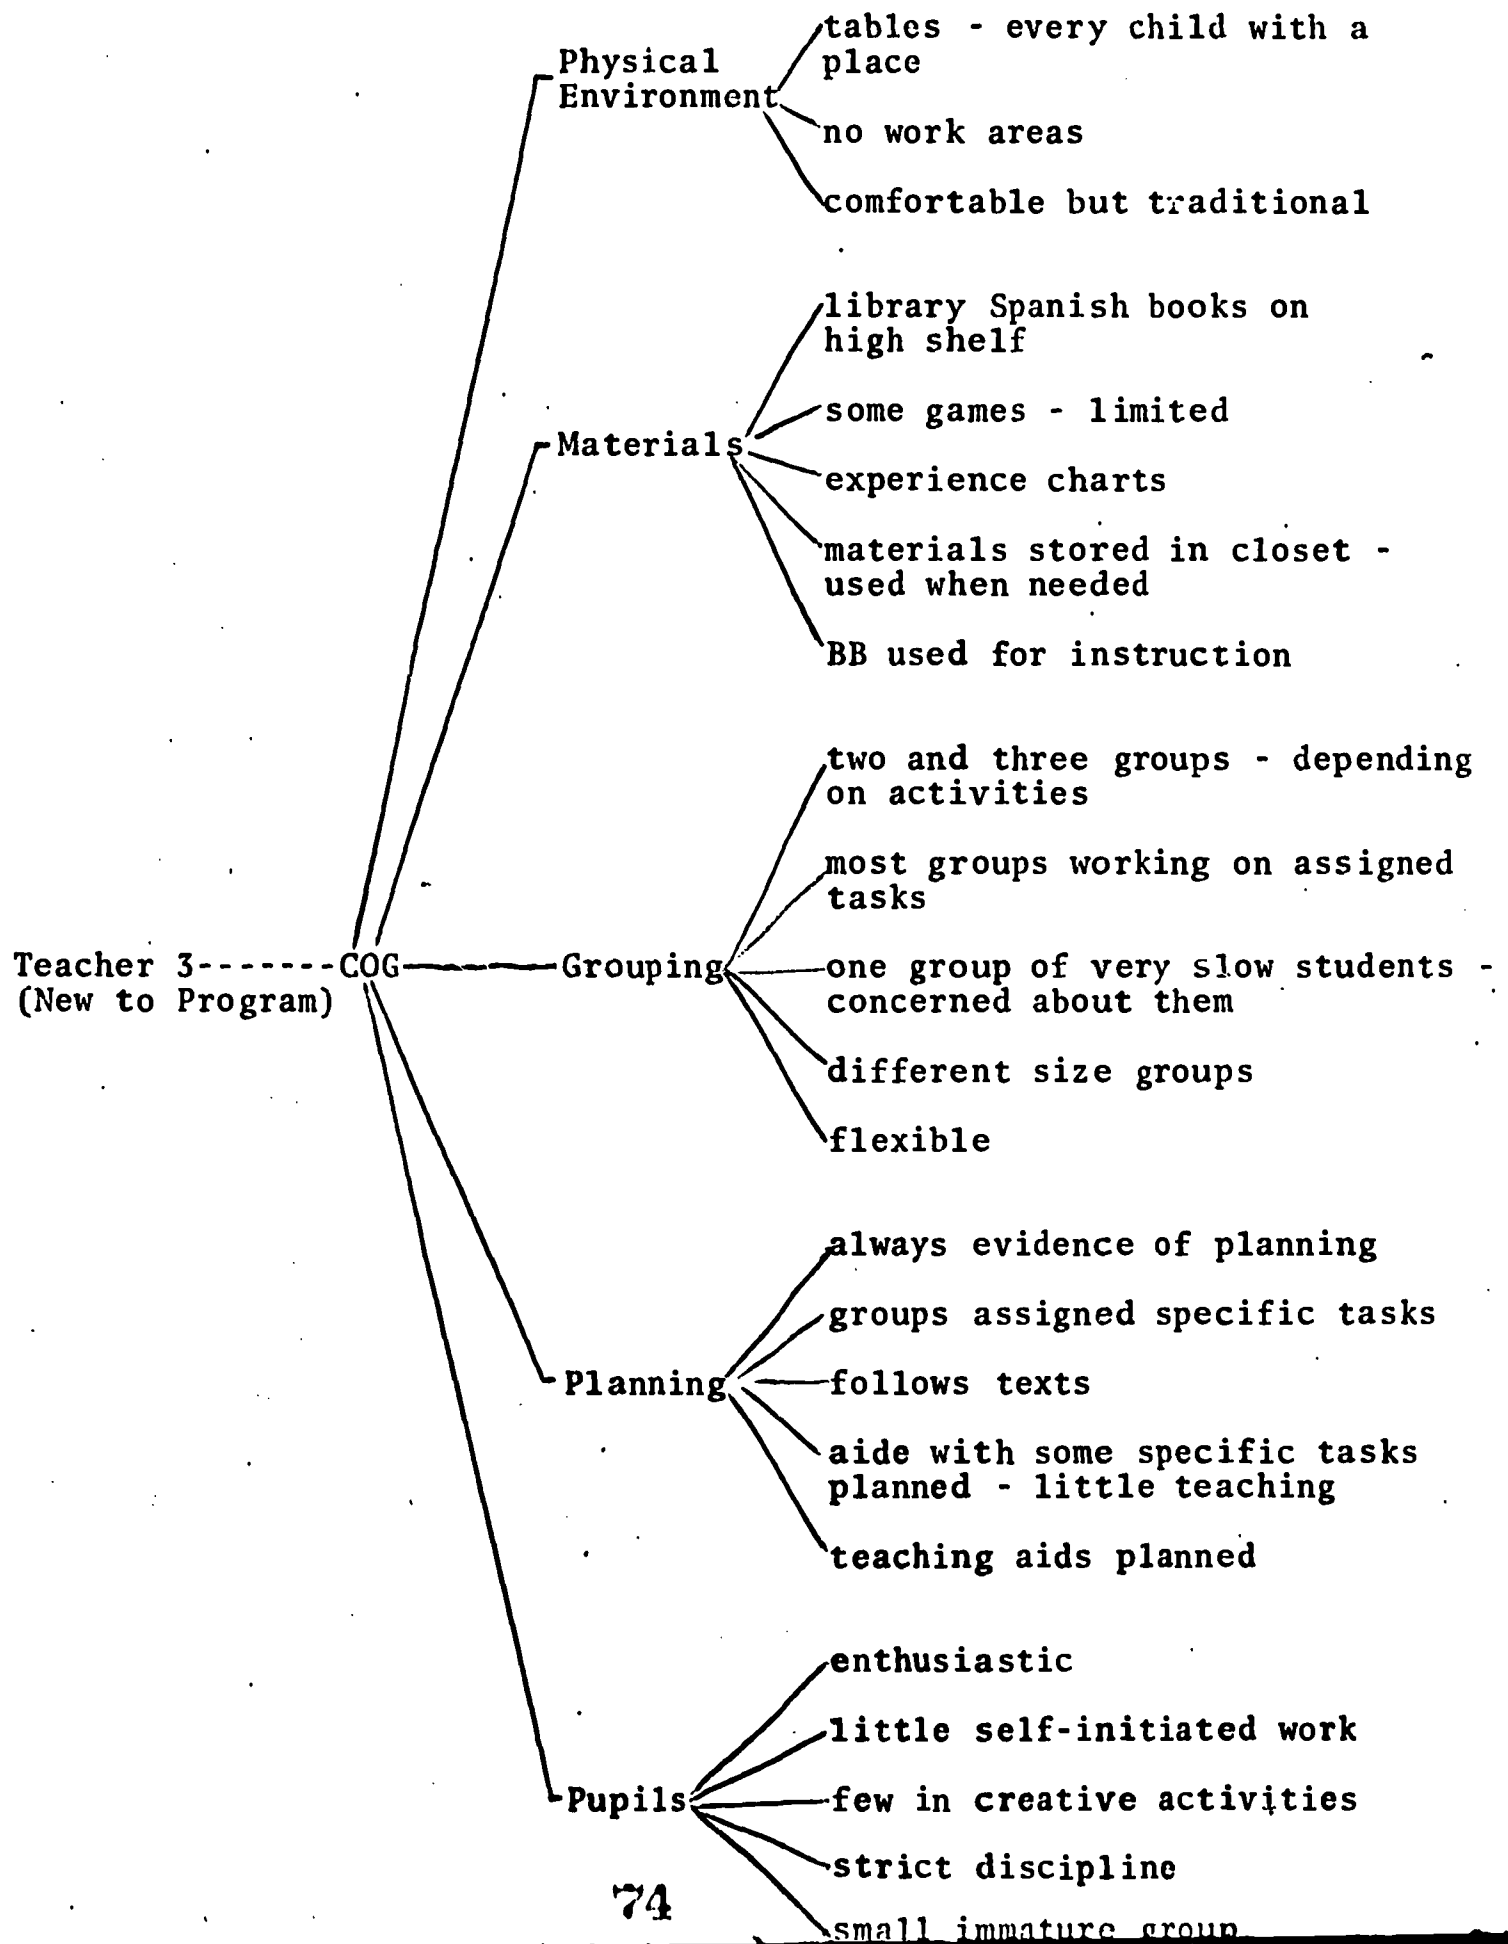 tables - every child with a
place
Physical
Environment
no work areas
comfortable but traditional
library Spanish books on
high shelf
some games - limited
Materials
experience charts
materials stored in closet -
used when needed
BB used for instruction
two and three groups - depending
on activities
most groups working on assigned
tasks
Teacher 3-------COG
(New to Program)
Grouping
one group of very slow students -
concerned about them
different size groups
flexible
always evidence of planning
groups assigned specific tasks
Planning
follows texts
aide with some specific tasks
planned - little teaching
teaching aids planned
enthusiastic
little self-initiated work
Pupils
few in creative activities
strict discipline
small immature group
74